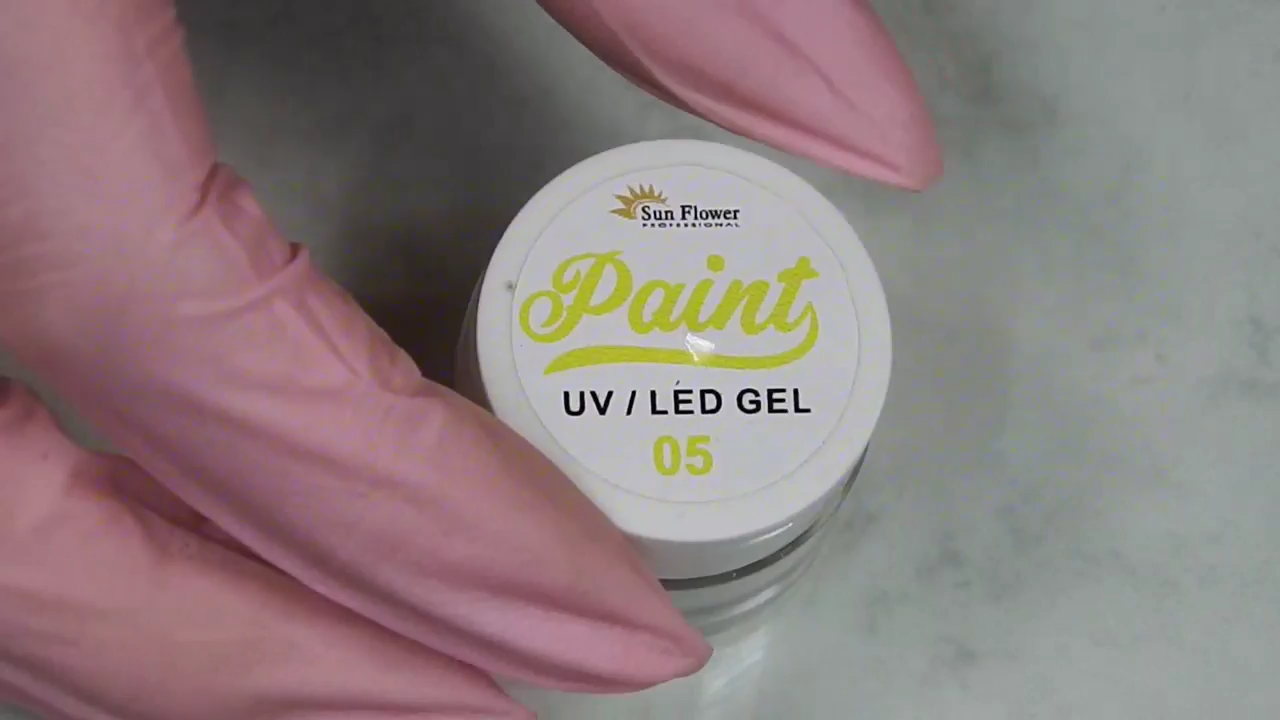 Sun Flower
PROFESSIONAL
Paint
UV / LED GEL
05